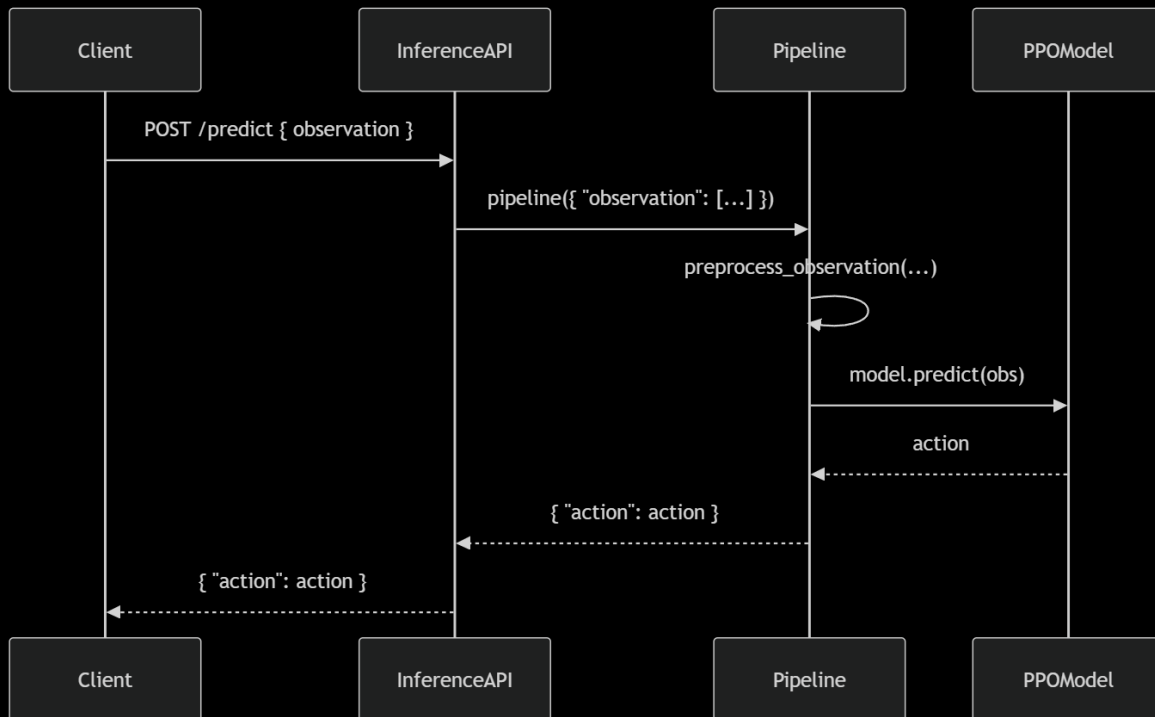 Client
InferenceAPI
Pipeline
PPOModel
POST /predict { observation }
pipeline({ "observation": [...] })
preprocess_observation(...)
model.predict(obs)
action
{ "action": action }
{ "action": action }
Client
InferenceAPI
Pipeline
PPOModel